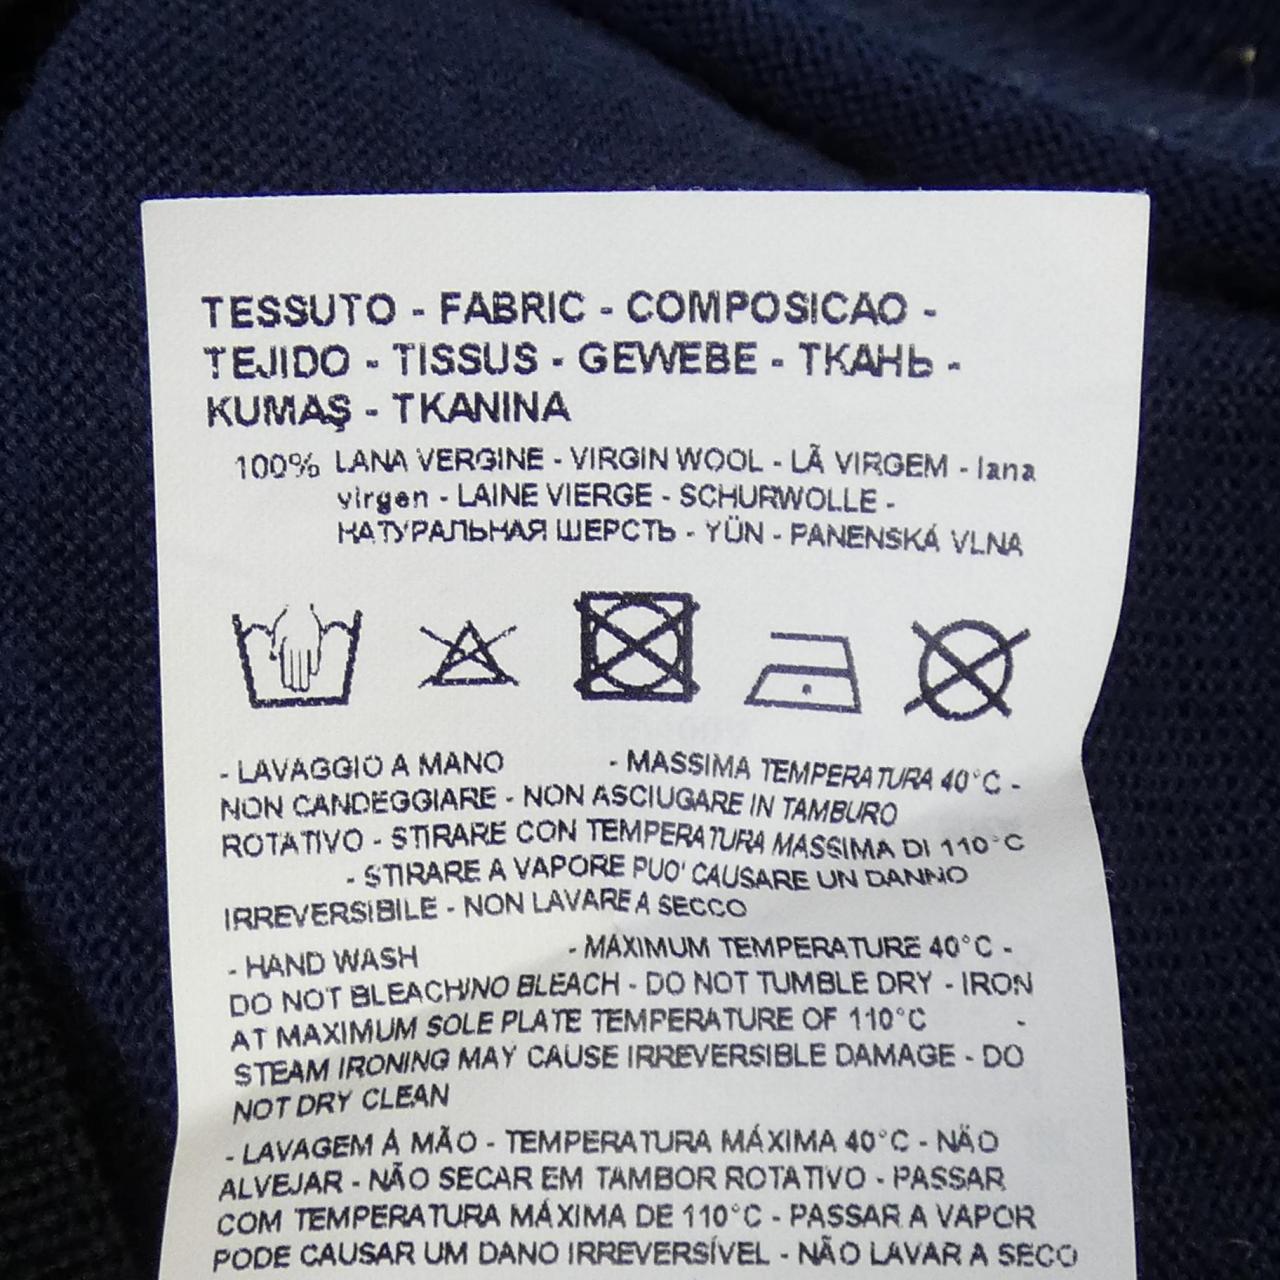 TESSUTO - FABRIC - COMPOSICAO -
TEJIDO - TISSUS - GEWEBE - ТКАНЬ -
KUMAŞ - TKANINA
100% LANA VERGINE - VIRGIN WOOL - LÃ VIRGEM - lana
virgen - LAINE VIERGE - SCHURWOLLE -
НАТУРАЛЬНАЯ ШЕРСТЬ - YÜN - PANENSKÁ VLNA
- LAVAGGIO A MANO - MASSIMA TEMPERATURA 40°C -
NON CANDEGGIARE - NON ASCIUGARE IN TAMBURO
ROTATIVO - STIRARE CON TEMPERATURA MASSIMA DI 110°C
- STIRARE A VAPORE PUO' CAUSARE UN DANNO
IRREVERSIBILE - NON LAVARE A SECCO
- HAND WASH - MAXIMUM TEMPERATURE 40°C -
DO NOT BLEACH/NO BLEACH - DO NOT TUMBLE DRY - IRON
AT MAXIMUM SOLE PLATE TEMPERATURE OF 110°C -
STEAM IRONING MAY CAUSE IRREVERSIBLE DAMAGE - DO
NOT DRY CLEAN
- LAVAGEM À MÃO - TEMPERATURA MÁXIMA 40°C - NÃO
ALVEJAR - NÃO SECAR EM TAMBOR ROTATIVO - PASSAR
COM TEMPERATURA MÁXIMA DE 110°C - PASSAR A VAPOR
PODE CAUSAR UM DANO IRREVERSÍVEL - NÃO LAVAR A SECO